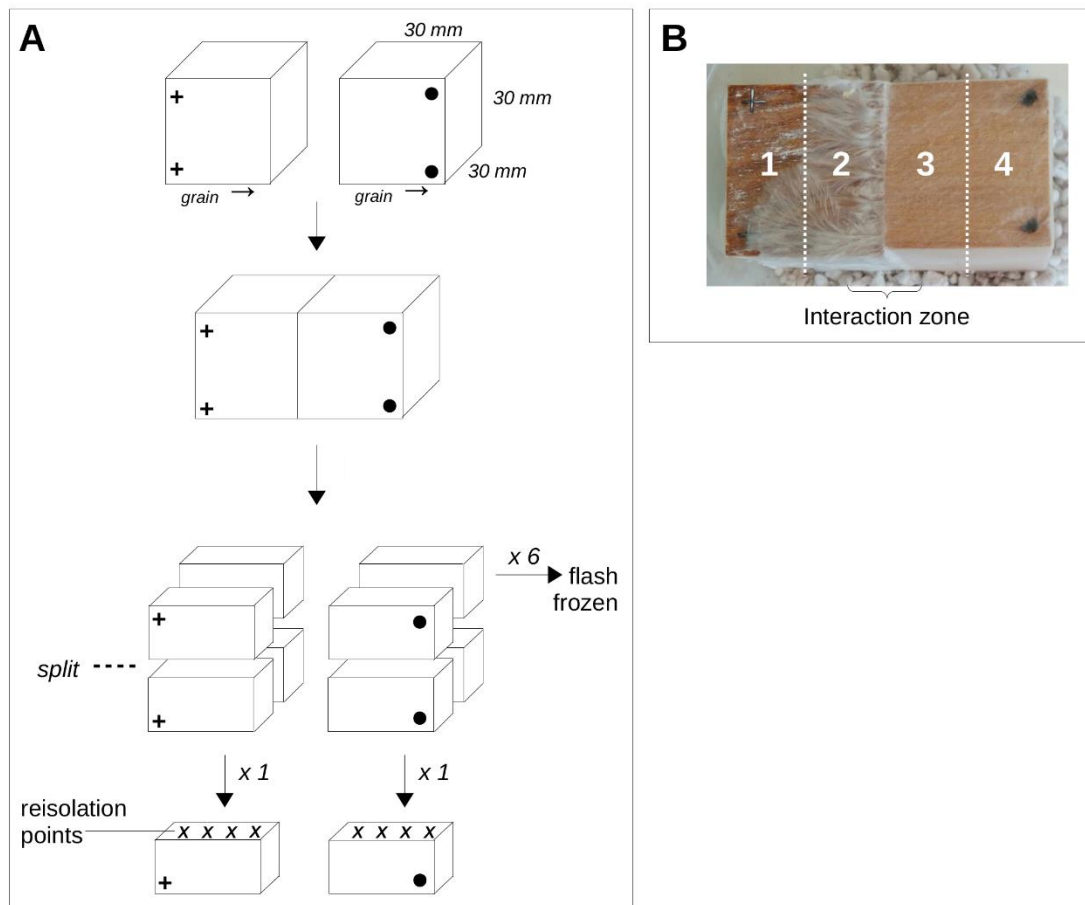 A
30 mm
30 mm
30 mm
grain →
grain →
x 6
flash
frozen
split
x 1
x 1
reisolation
points
x x x x
x x x x
B
1 2 3 4
Interaction zone